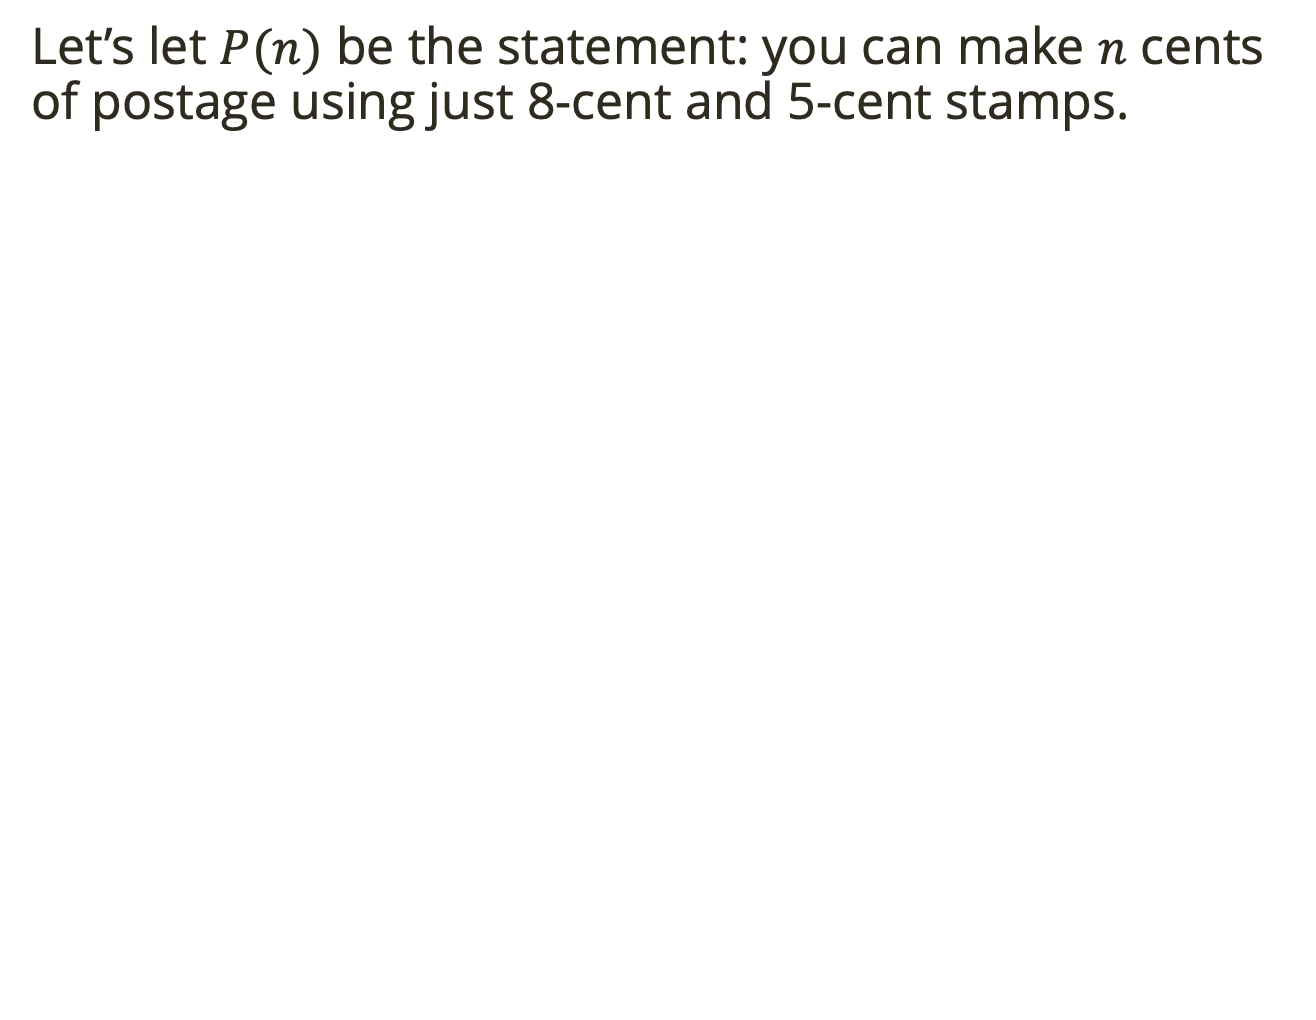 Let’s let P(n) be the statement: you can make n cents
of postage using just 8-cent and 5-cent stamps.